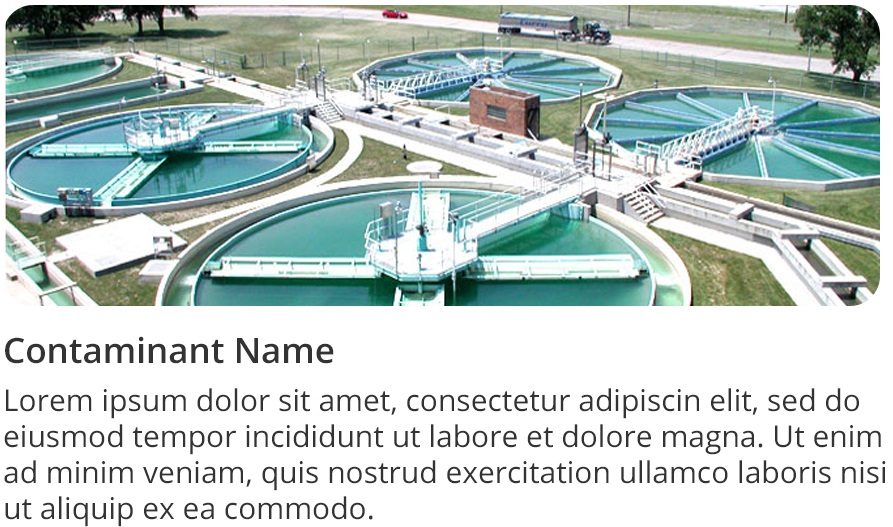 Contaminant Name
Lorem ipsum dolor sit amet, consectetur adipiscin elit, sed do
eiusmod tempor incididunt ut labore et dolore magna. Ut enim
ad minim veniam, quis nostrud exercitation ullamco laboris nisi
ut aliquip ex ea commodo.